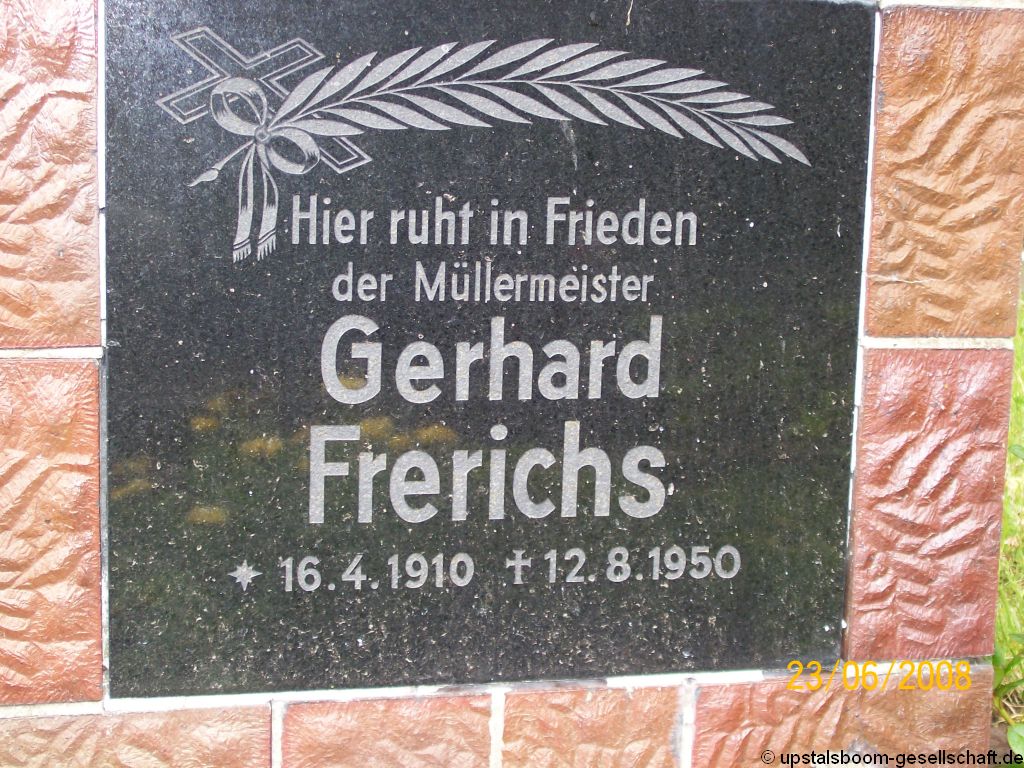 Hier ruht in Frieden
der Müllermeister
Gerhard
Frerichs
* 16.4.1910 † 12.8.1950
23/06/2008
© upstalsboom-gesellschaft.de